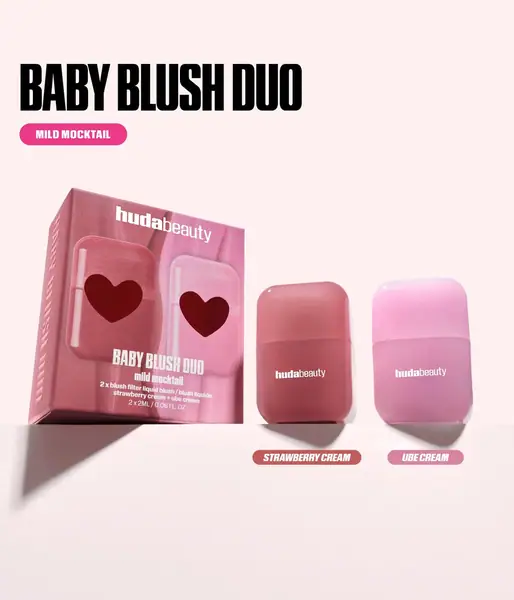 BABY BLUSH DUO
MILD MOCKTAIL
hudabeauty
BABY BLUSH DUO
mild mocktail
2 x blush filter liquid blush / blush liquide
strawberry cream + ube cream
2 x 2ML / 0.06 FL OZ
hudabeauty
hudabeauty
STRAWBERRY CREAM
UBE CREAM